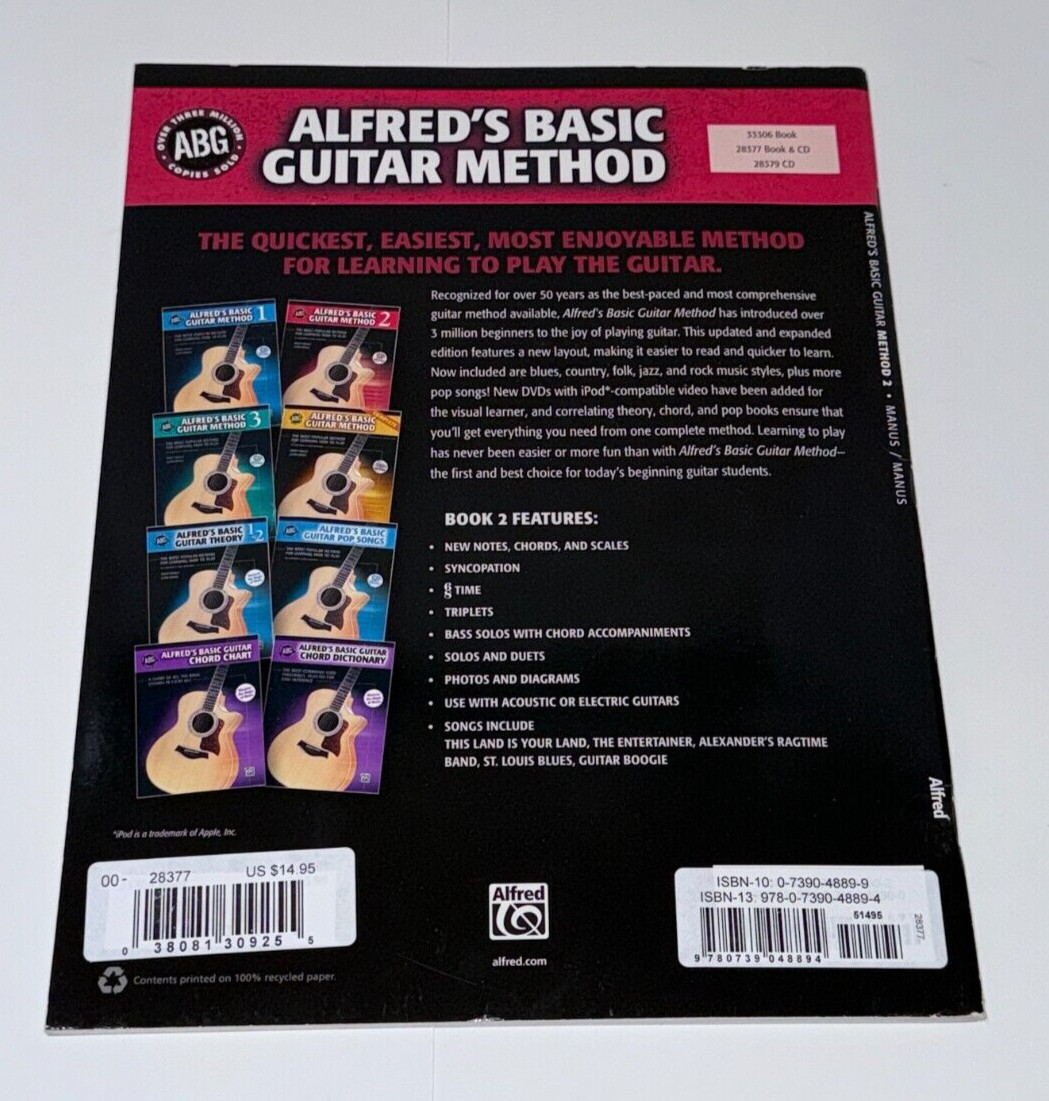 OVER THREE MILLION
ABG
COPIES SOLD
ALFRED'S BASIC
GUITAR METHOD
33306 Book
28377 Book & CD
28379 CD
THE QUICKEST, EASIEST, MOST ENJOYABLE METHOD
FOR LEARNING TO PLAY THE GUITAR.
Recognized for over 50 years as the best-paced and most comprehensive
guitar method available, Alfred's Basic Guitar Method has introduced over
3 million beginners to the joy of playing guitar. This updated and expanded
edition features a new layout, making it easier to read and quicker to learn.
Now included are blues, country, folk, jazz, and rock music styles, plus more
pop songs! New DVDs with iPod*-compatible video have been added for
the visual learner, and correlating theory, chord, and pop books ensure that
you'll get everything you need from one complete method. Learning to play
has never been easier or more fun than with Alfred's Basic Guitar Method—
the first and best choice for today's beginning guitar students.
ALFRED'S BASIC 1
GUITAR METHOD
ALFRED'S BASIC
GUITAR METHOD 2
ALFRED'S BASIC 3
GUITAR METHOD
ALFRED'S BASIC
GUITAR METHOD
ALFRED'S BASIC
GUITAR THEORY
ALFRED'S BASIC
GUITAR POP SONGS
ALFRED'S BASIC GUITAR
CHORD CHART
ALFRED'S BASIC GUITAR
CHORD DICTIONARY
BOOK 2 FEATURES:
• NEW NOTES, CHORDS, AND SCALES
• SYNCOPATION
• 6/8 TIME
• TRIPLETS
• BASS SOLOS WITH CHORD ACCOMPANIMENTS
• SOLOS AND DUETS
• PHOTOS AND DIAGRAMS
• USE WITH ACOUSTIC OR ELECTRIC GUITARS
• SONGS INCLUDE
THIS LAND IS YOUR LAND, THE ENTERTAINER, ALEXANDER'S RAGTIME
BAND, ST. LOUIS BLUES, GUITAR BOOGIE
*iPod is a trademark of Apple, Inc.
00- 28377 US $14.95
0 38081 30925 5
Contents printed on 100% recycled paper.
Alfred
alfred.com
ISBN-10: 0-7390-4889-9
ISBN-13: 978-0-7390-4889-4
51495
28377
9 780739 048894
ALFRED'S BASIC GUITAR METHOD 2 • MANUS / MANUS
Alfred